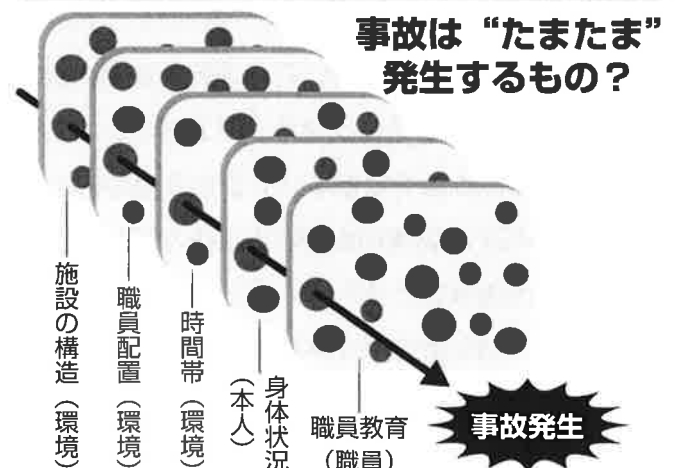 事故は“たまたま”
発生するもの？
施設の構造（環境）
職員配置（環境）
時間帯（環境）
身体状況
（本人）
職員教育
（職員）
事故発生